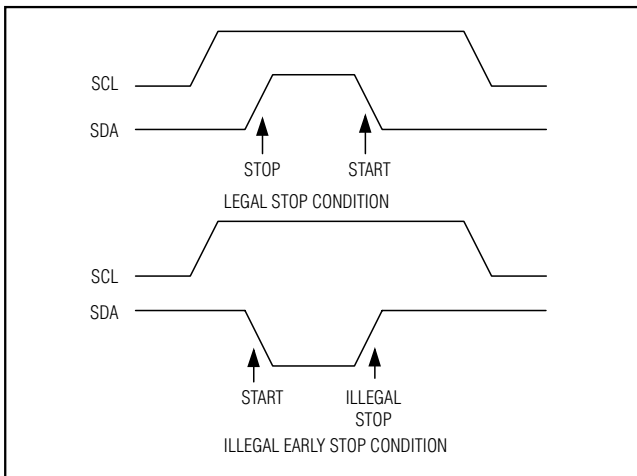 SCL
SDA
STOP START
LEGAL STOP CONDITION
SCL
SDA
START ILLEGAL
STOP
ILLEGAL EARLY STOP CONDITION